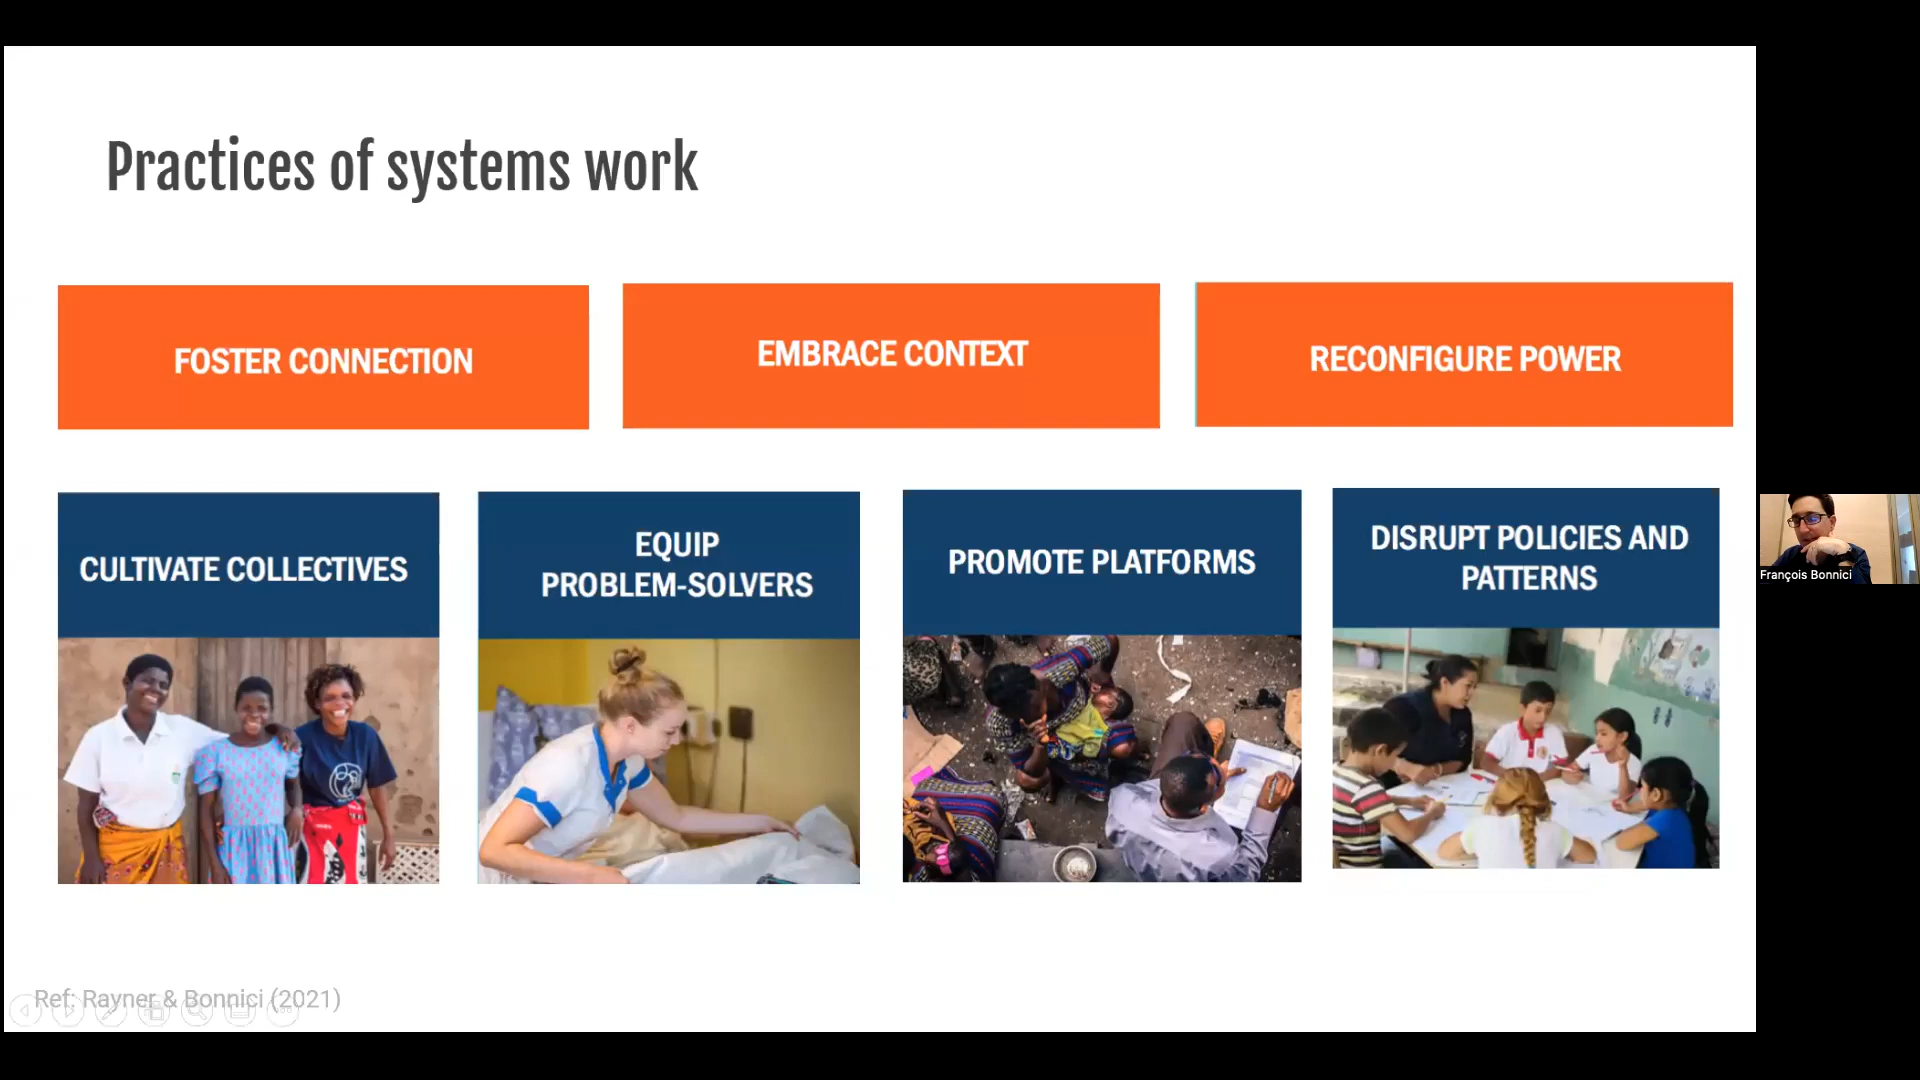 Practices of systems work
FOSTER CONNECTION
EMBRACE CONTEXT
RECONFIGURE POWER
CULTIVATE COLLECTIVES
EQUIP
PROBLEM-SOLVERS
PROMOTE PLATFORMS
DISRUPT POLICIES AND
PATTERNS
François Bonnici
Ref: Rayner & Bonnici (2021)